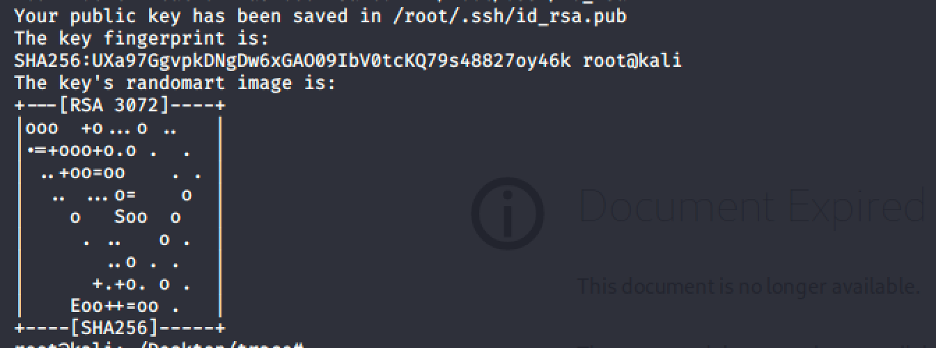 Your public key has been saved in /root/.ssh/id_rsa.pub
The key fingerprint is:
SHA256:UXa97GgvpkDNgDw6xGAO09IbV0tcKQ79s48827oy46k root@kali
The key's randomart image is:
+---[RSA 3072]----+
|ooo  +o ... o  ..    |
|·=+ooo+o.o  .   .   |
|  ..+oo=oo      . .  |
|   ..  ... o=     o   |
|     o   Soo  o     |
|      .  ..    o .   |
|        ..o  .  .    |
|       +.+o.  o .   |
|     Eoo++=oo  .    |
+----[SHA256]-----+
Document Expired
This document is no longer available.